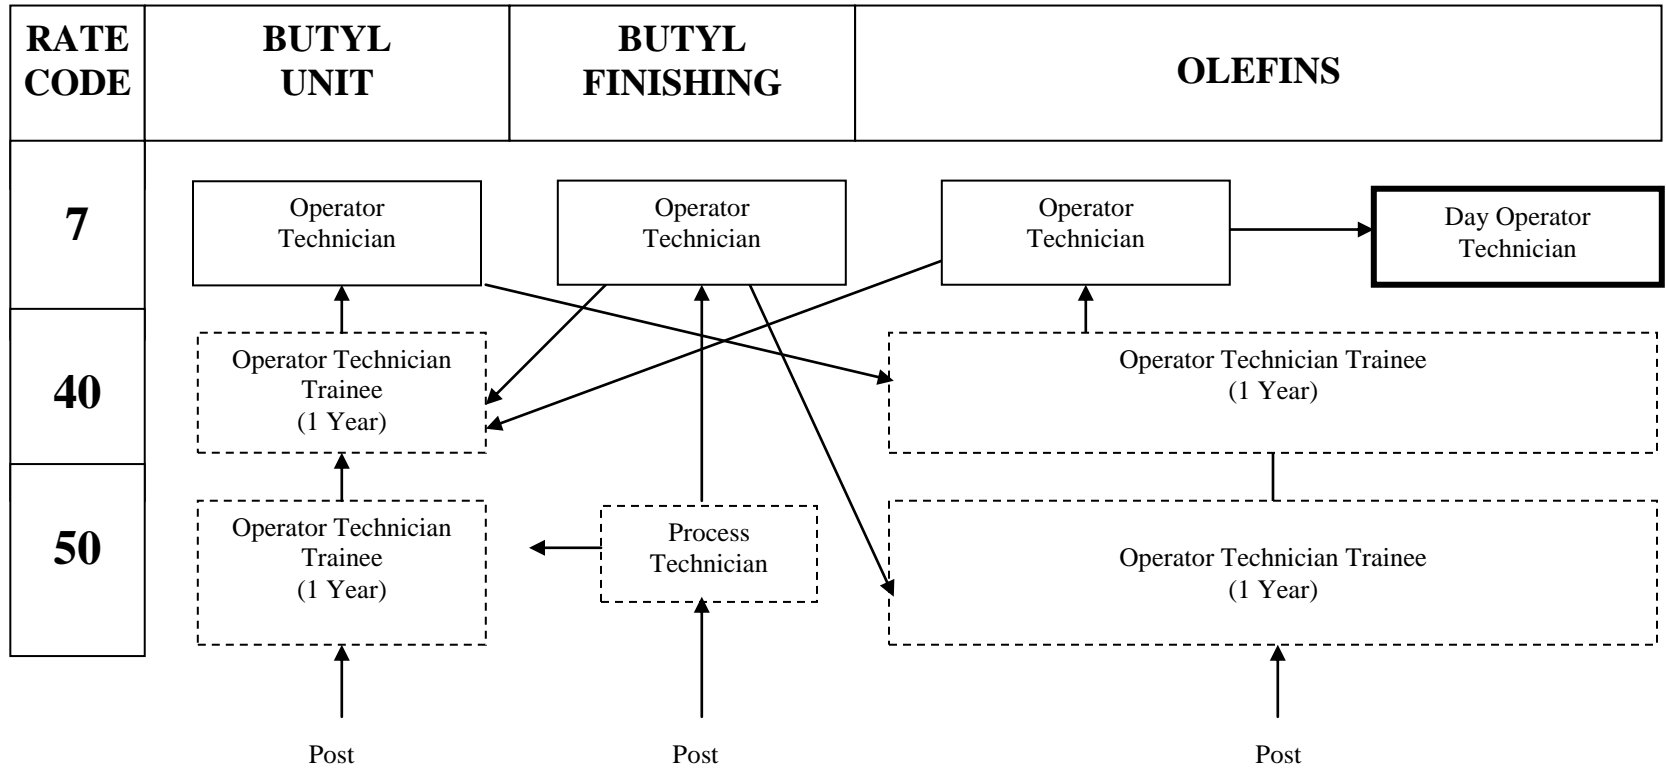 RATE
CODE
BUTYL
UNIT
BUTYL
FINISHING
OLEFINS
7
Operator
Technician
Operator
Technician
Operator
Technician
Day Operator
Technician
40
Operator Technician
Trainee
(1 Year)
Operator Technician Trainee
(1 Year)
50
Operator Technician
Trainee
(1 Year)
Process
Technician
Operator Technician Trainee
(1 Year)
Post
Post
Post